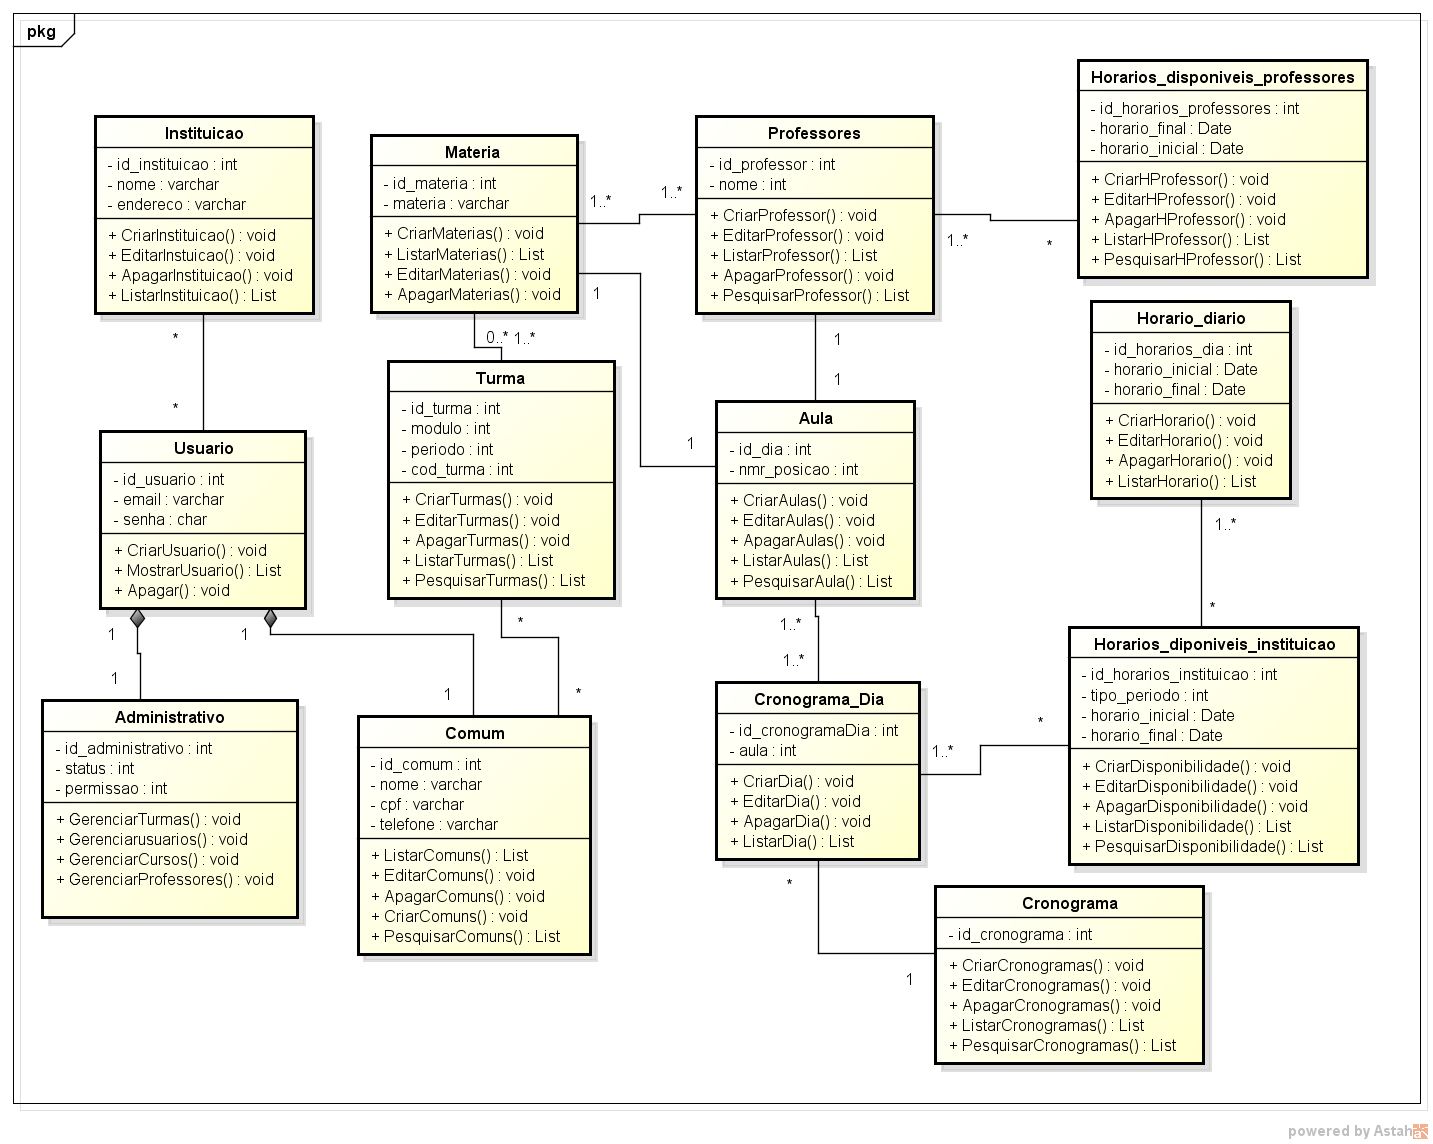 pkg
Instituicao
- id_instituicao : int
- nome : varchar
- endereco : varchar
+ CriarInstituicao() : void
+ EditarInstuicao() : void
+ ApagarInstituicao() : void
+ ListarInstituicao() : List
*
*
Materia
- id_materia : int
- materia : varchar
+ CriarMaterias() : void
+ ListarMaterias() : List
+ EditarMaterias() : void
+ ApagarMaterias() : void
1..*
1..*
1
1
0..* 1..*
Professores
- id_professor : int
- nome : int
+ CriarProfessor() : void
+ EditarProfessor() : void
+ ListarProfessor() : List
+ ApagarProfessor() : void
+ PesquisarProfessor() : List
1..*
*
1
1
Horarios_disponiveis_professores
- id_horarios_professores : int
- horario_final : Date
- horario_inicial : Date
+ CriarHProfessor() : void
+ EditarHProfessor() : void
+ ApagarHProfessor() : void
+ ListarHProfessor() : List
+ PesquisarHProfessor() : List
Horario_diario
- id_horarios_dia : int
- horario_inicial : Date
- horario_final : Date
+ CriarHorario() : void
+ EditarHorario() : void
+ ApagarHorario() : void
+ ListarHorario() : List
1..*
*
Usuario
- id_usuario : int
- email : varchar
- senha : char
+ CriarUsuario() : void
+ MostrarUsuario() : List
+ Apagar() : void
1
1
1
1
Turma
- id_turma : int
- modulo : int
- periodo : int
- cod_turma : int
+ CriarTurmas() : void
+ EditarTurmas() : void
+ ApagarTurmas() : void
+ ListarTurmas() : List
+ PesquisarTurmas() : List
*
*
Aula
- id_dia : int
- nmr_posicao : int
+ CriarAulas() : void
+ EditarAulas() : void
+ ApagarAulas() : void
+ ListarAulas() : List
+ PesquisarAula() : List
1..*
1..*
Horarios_diponiveis_instituicao
- id_horarios_instituicao : int
- tipo_periodo : int
- horario_inicial : Date
- horario_final : Date
+ CriarDisponibilidade() : void
+ EditarDisponibilidade() : void
+ ApagarDisponibilidade() : void
+ ListarDisponibilidade() : List
+ PesquisarDisponibilidade() : List
Administrativo
- id_administrativo : int
- status : int
- permissao : int
+ GerenciarTurmas() : void
+ Gerenciarusuarios() : void
+ GerenciarCursos() : void
+ GerenciarProfessores() : void
Comum
- id_comum : int
- nome : varchar
- cpf : varchar
- telefone : varchar
+ ListarComuns() : List
+ EditarComuns() : void
+ ApagarComuns() : void
+ CriarComuns() : void
+ PesquisarComuns() : List
Cronograma_Dia
- id_cronogramaDia : int
- aula : int
+ CriarDia() : void
+ EditarDia() : void
+ ApagarDia() : void
+ ListarDia() : List
1..*
*
*
1
Cronograma
- id_cronograma : int
+ CriarCronogramas() : void
+ EditarCronogramas() : void
+ ApagarCronogramas() : void
+ ListarCronogramas() : List
+ PesquisarCronogramas() : List
powered by Astah